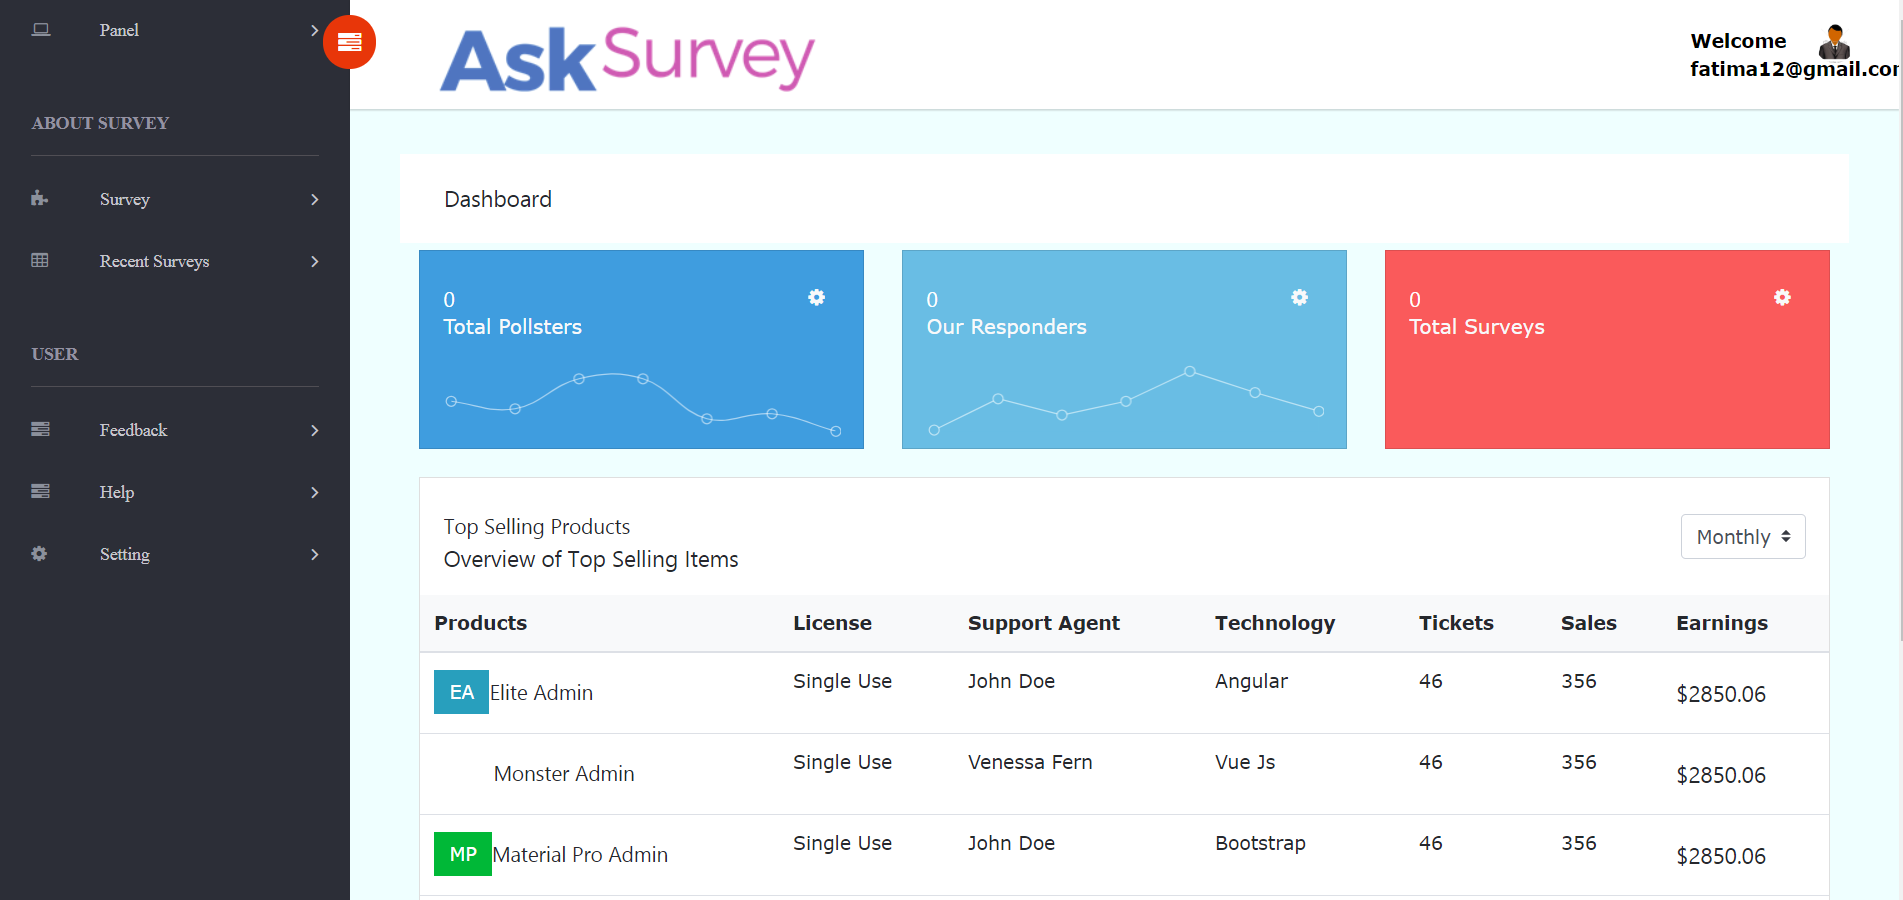 Panel
ABOUT SURVEY
Survey
Recent Surveys
USER
Feedback
Help
Setting
AskSurvey
Welcome
fatima12@gmail.com
Dashboard
0
Total Pollsters
0
Our Responders
0
Total Surveys
Top Selling Products
Overview of Top Selling Items
Monthly
Products License Support Agent Technology Tickets Sales Earnings
EA Elite Admin Single Use John Doe Angular 46 356 $2850.06
Monster Admin Single Use Venessa Fern Vue Js 46 356 $2850.06
MP Material Pro Admin Single Use John Doe Bootstrap 46 356 $2850.06